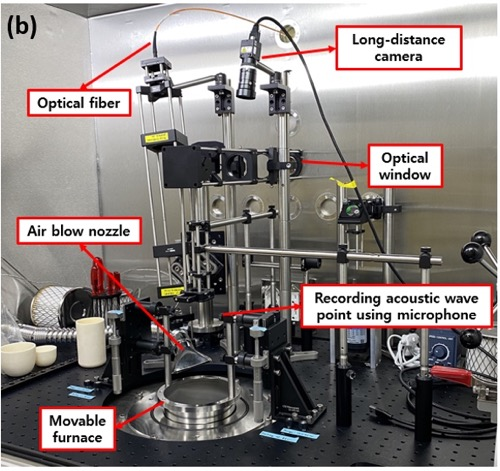 (b)
Long-distance
camera
Optical fiber
Optical
window
Air blow nozzle
Recording acoustic wave
point using microphone
Movable
furnace